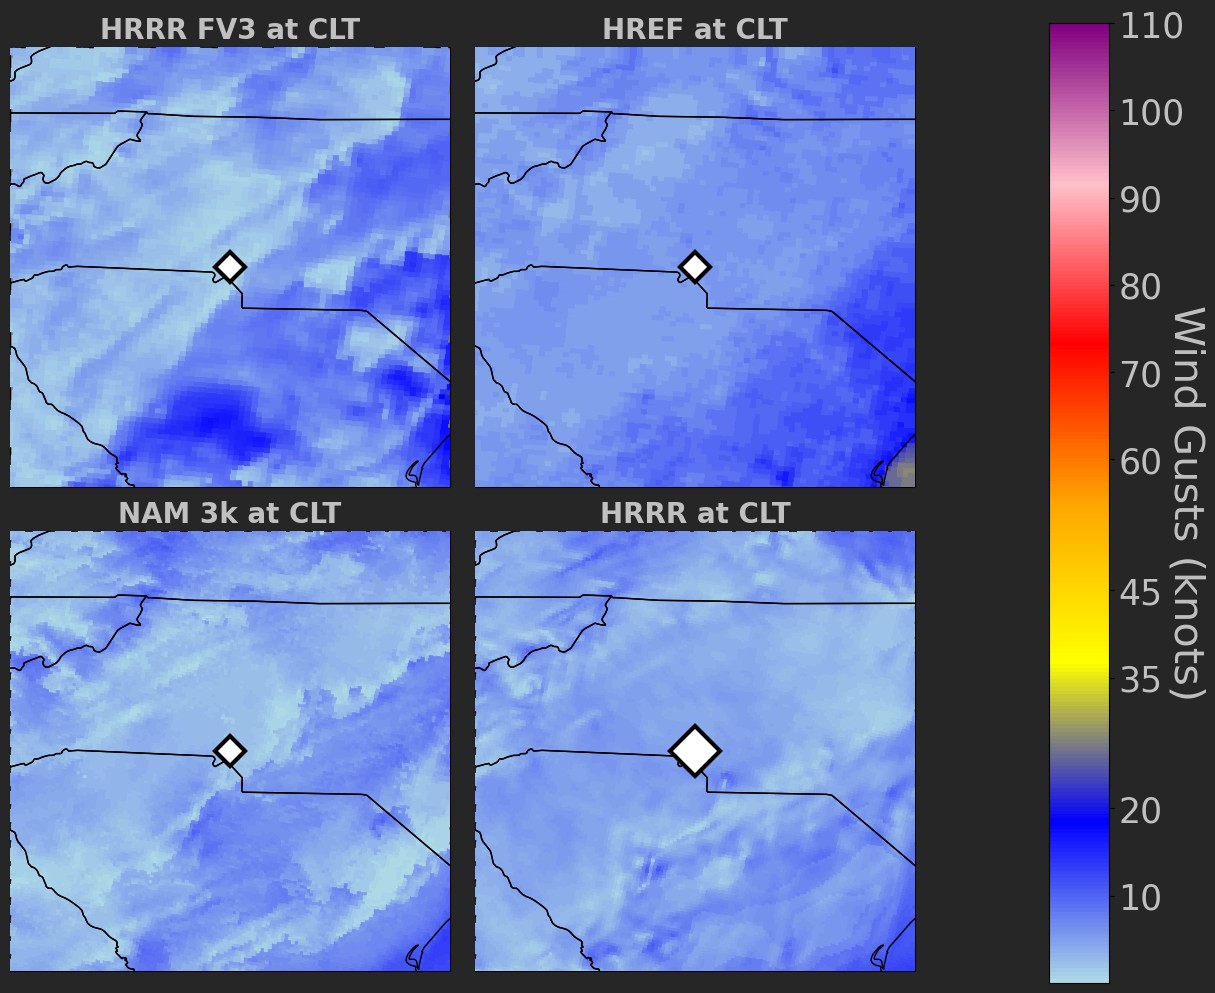 HRRR FV3 at CLT
HREF at CLT
NAM 3k at CLT
HRRR at CLT
110
100
90
80
70
60
45
35
20
10
Wind Gusts (knots)